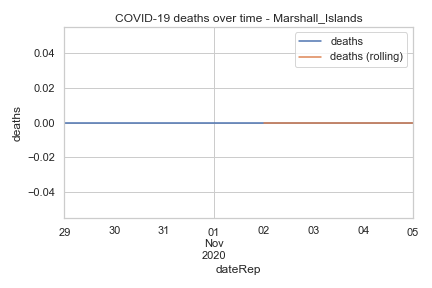 COVID-19 deaths over time - Marshall_Islands
deaths
deaths (rolling)
0.04
0.02
0.00
−0.02
−0.04
deaths
29
30
31
01
02
03
04
05
Nov
2020
dateRep